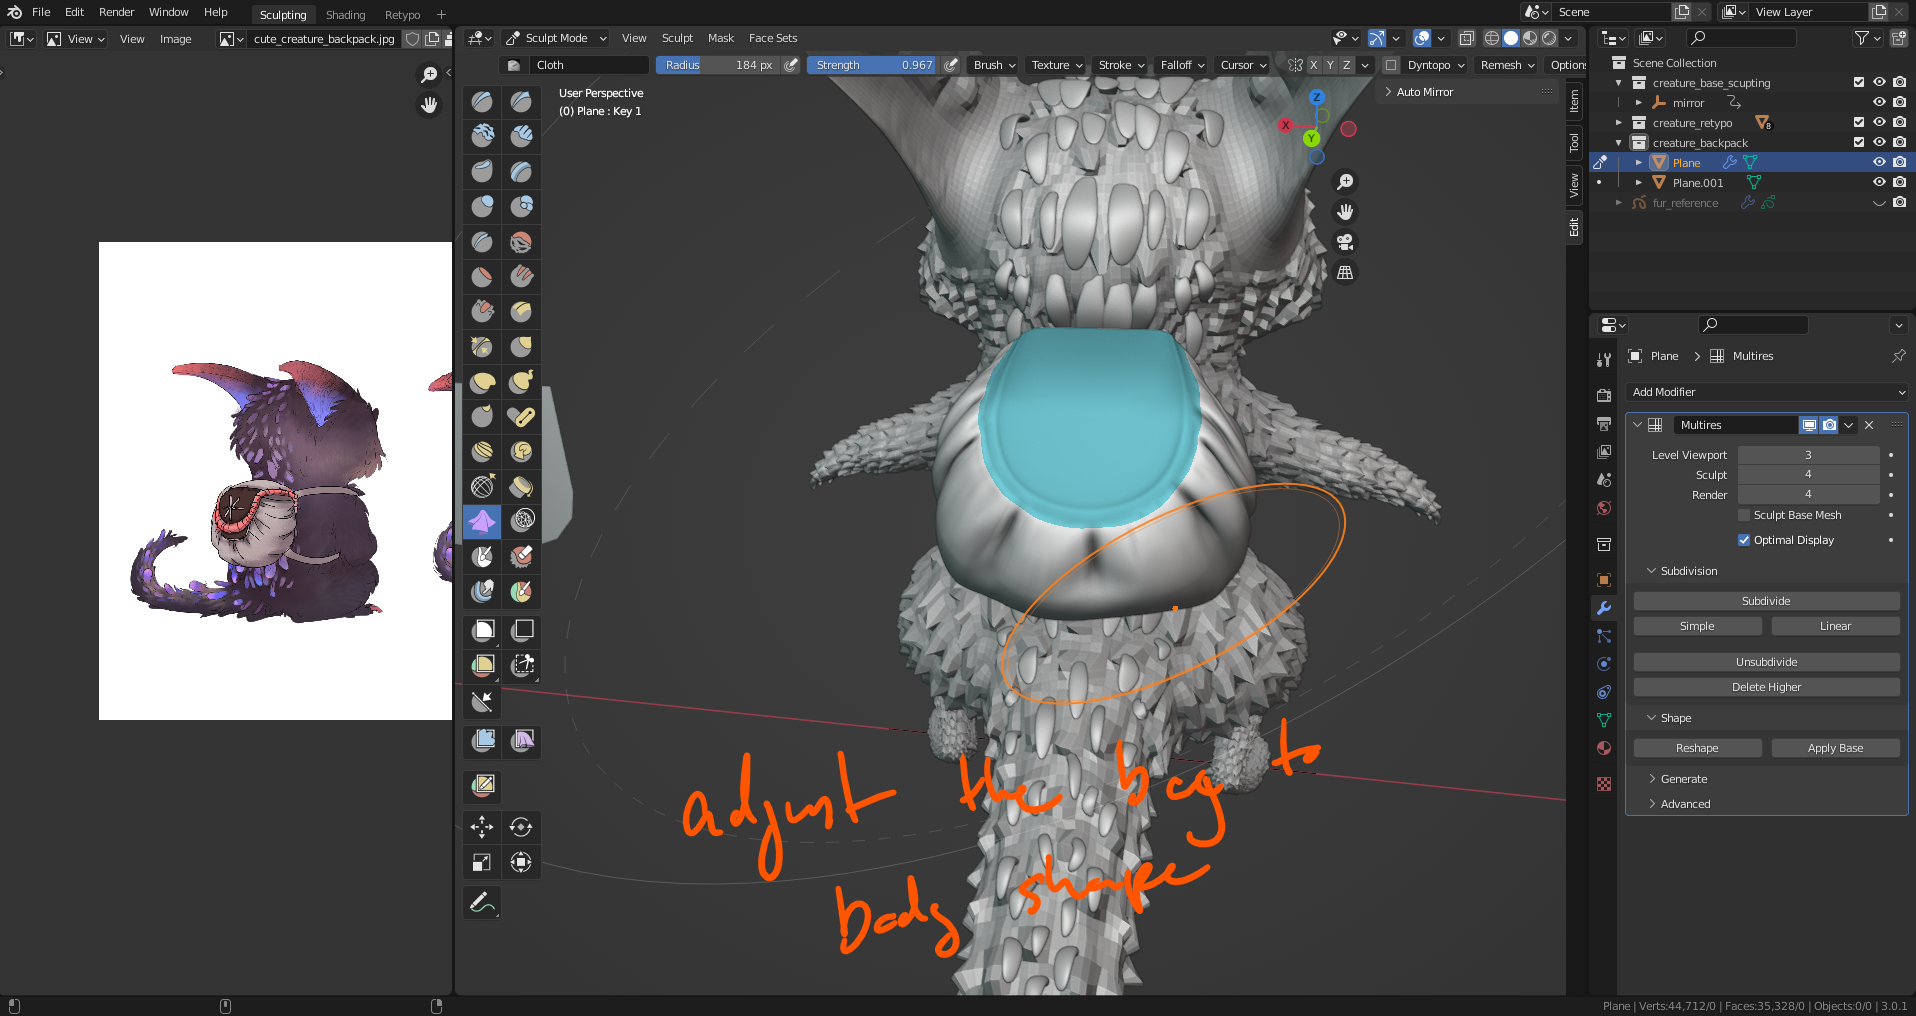 File Edit Render Window Help Sculpting Shading Retypo + Scene View Layer
View View Image cute_creature_backpack.jpg Sculpt Mode View Sculpt Mask Face Sets
Cloth Radius 184 px Strength 0.967 Brush Texture Stroke Falloff Cursor X Y Z Dyntopo Remesh Options
User Perspective
(0) Plane : Key 1
Auto Mirror
Z
X
Y
Item
Tool
View
Edit
adjust the bag to
body shape
Scene Collection
creature_base_scupting
mirror
creature_retypo 8
creature_backpack
Plane
Plane.001
fur_reference
Plane > Multires
Add Modifier
Multires
Level Viewport 3
Sculpt 4
Render 4
Sculpt Base Mesh
Optimal Display
Subdivision
Subdivide
Simple Linear
Unsubdivide
Delete Higher
Shape
Reshape Apply Base
Generate
Advanced
Plane | Verts:44,712/0 | Faces:35,328/0 | Objects:0/0 | 3.0.1